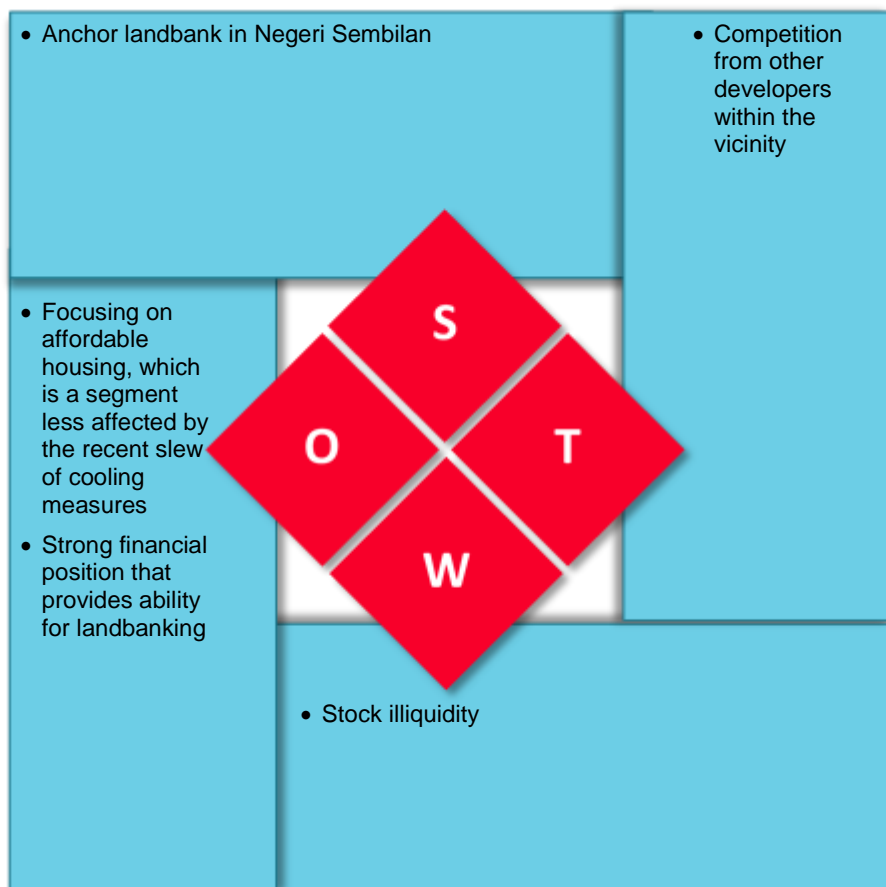 • Anchor landbank in Negeri Sembilan
• Competition
from other
developers
within the
vicinity
• Focusing on
affordable
housing, which
is a segment
less affected by
the recent slew
of cooling
measures
• Strong financial
position that
provides ability
for landbanking
S
O
T
W
• Stock illiquidity